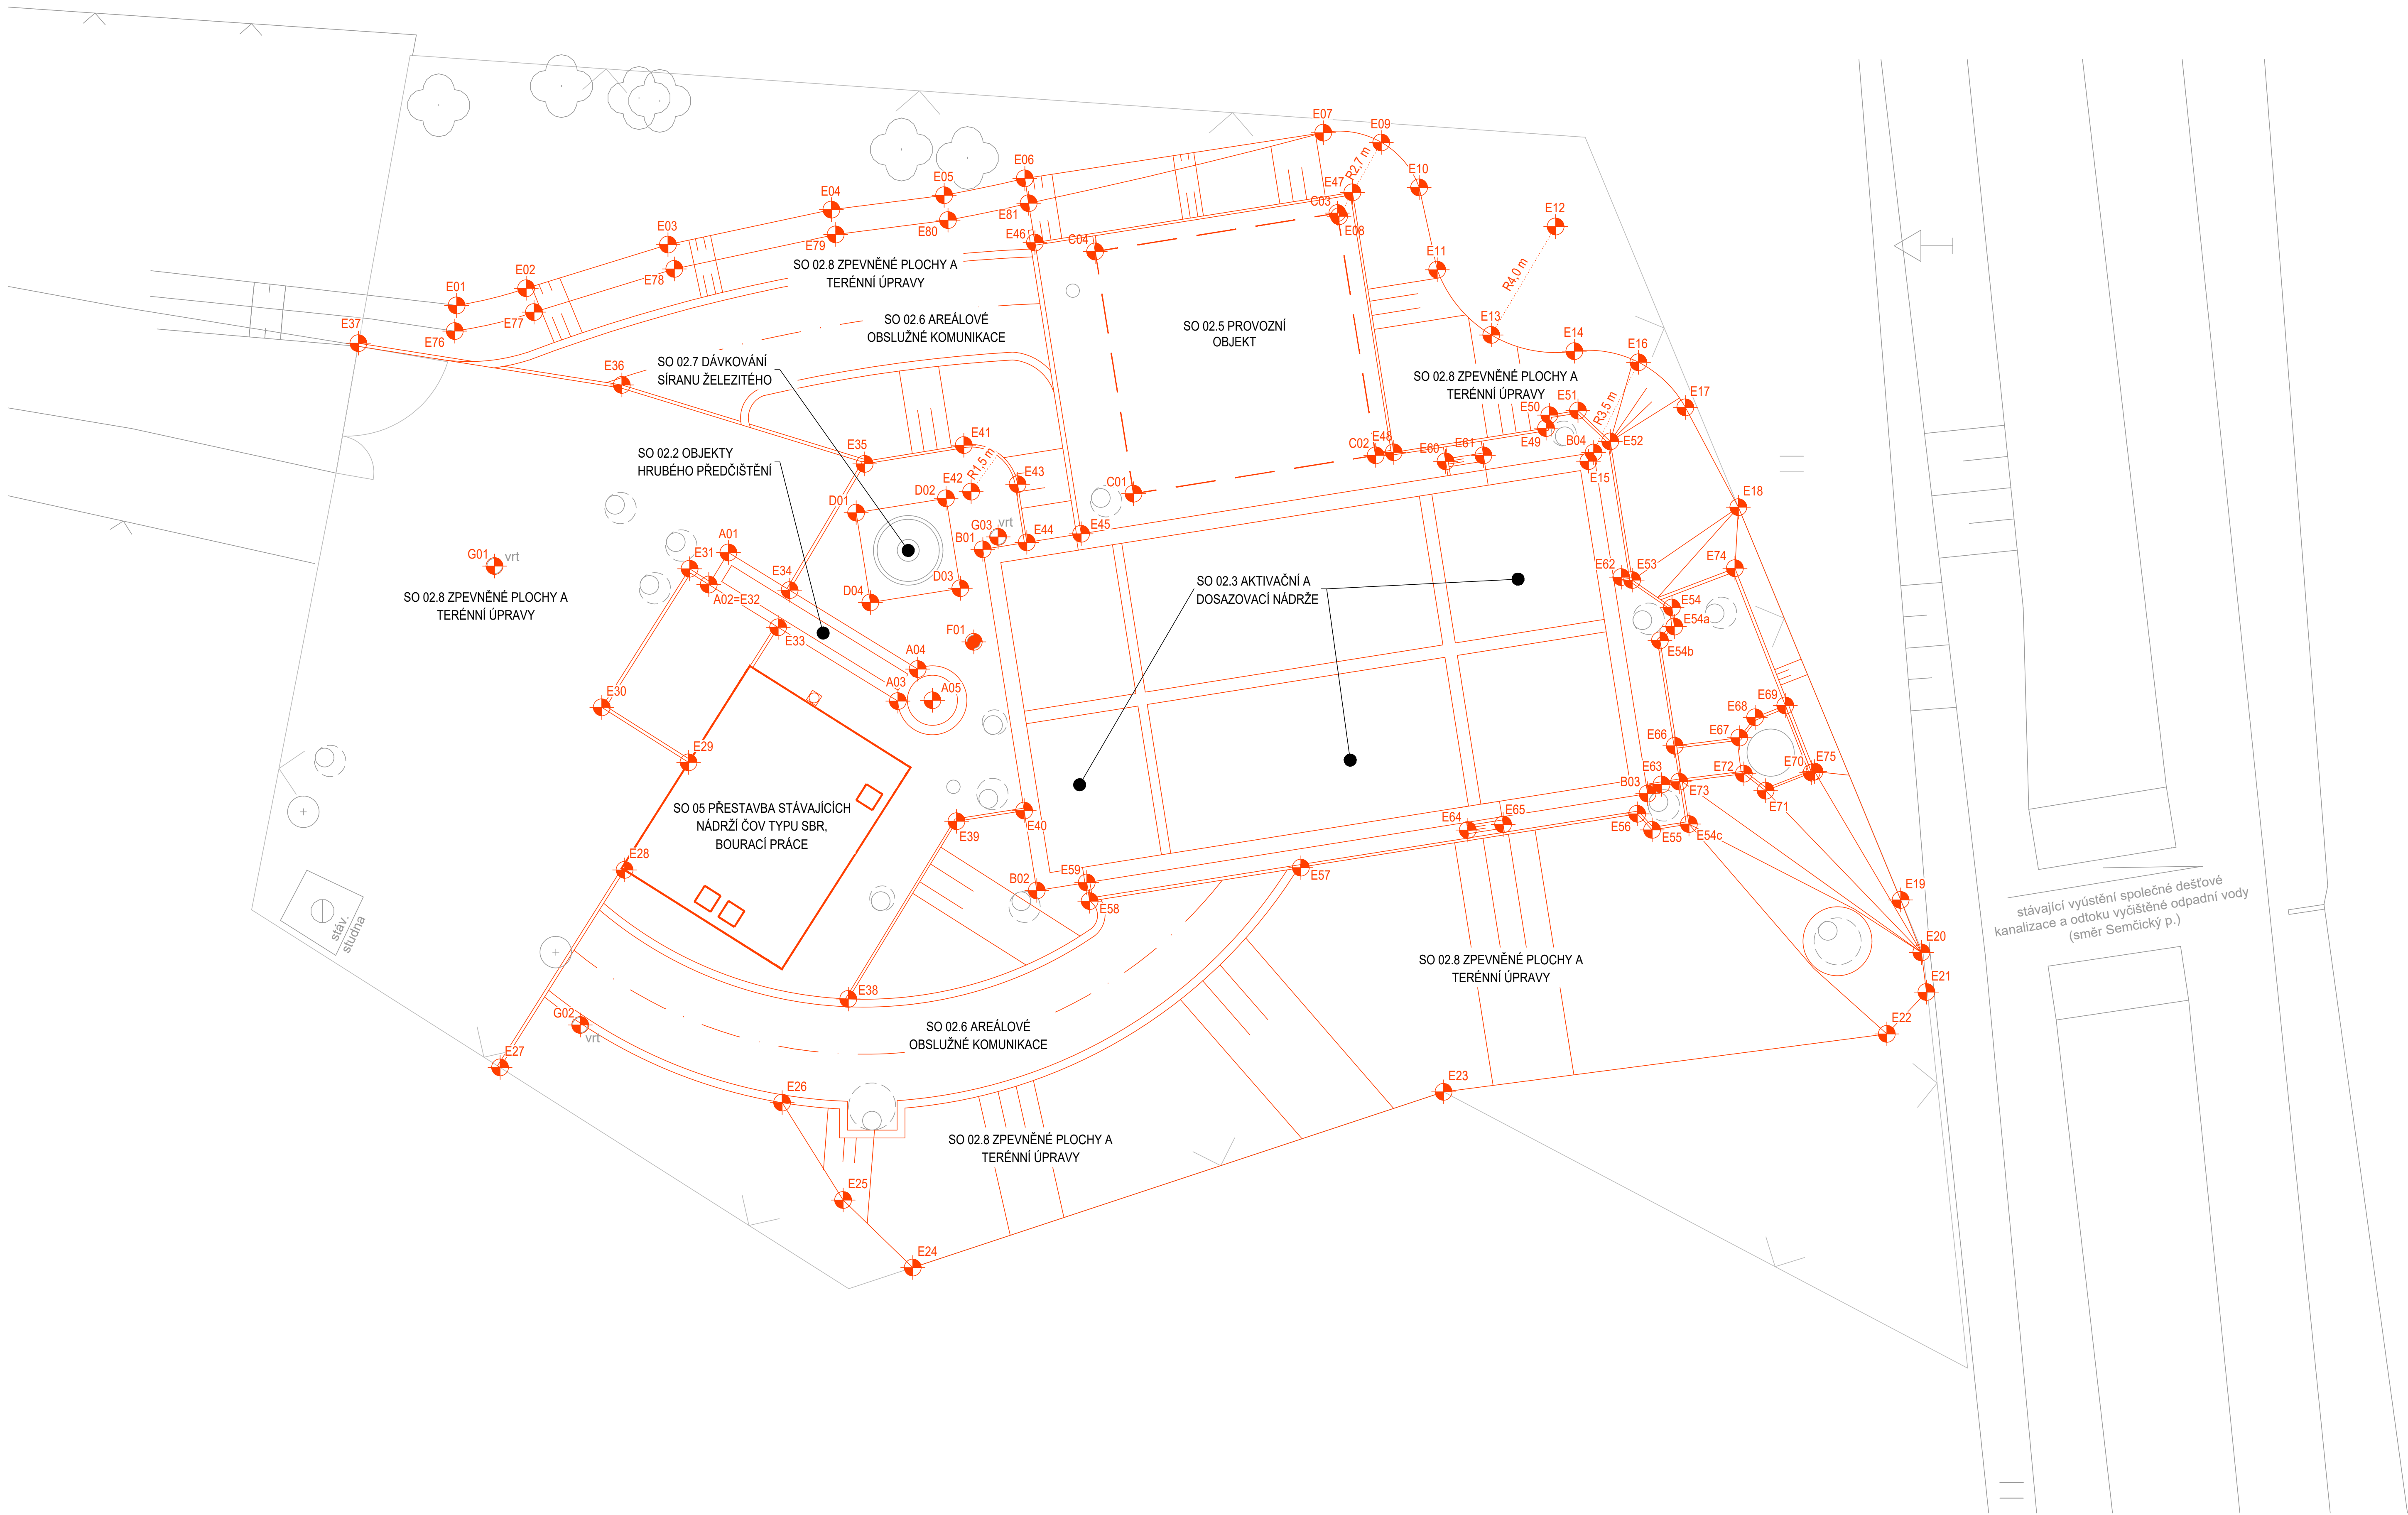 E07
E09
R2,7 m
E10
E06
E05
E47
C03
E08
E12
E04
E81
E80
E46
C04
E03
E79
E78
SO 02.8 ZPEVNĚNÉ PLOCHY A
TERÉNNÍ ÚPRAVY
E11
R4,0 m
E01
E02
E77
E76
E37
SO 02.6 AREÁLOVÉ
OBSLUŽNÉ KOMUNIKACE
SO 02.5 PROVOZNÍ
OBJEKT
E13
E14
E16
E36
SO 02.7 DÁVKOVÁNÍ
SÍRANU ŽELEZITÉHO
SO 02.8 ZPEVNĚNÉ PLOCHY A
TERÉNNÍ ÚPRAVY
E17
E51
E50
R3,5 m
E49
B04
E52
E15
E48
C02
E60
E61
E35
E41
R1,5 m
E42
E43
D02
D01
C01
SO 02.2 OBJEKTY
HRUBÉHO PŘEDČIŠTĚNÍ
E18
G03
vrt
B01
E44
E45
A01
E31
G01
vrt
SO 02.8 ZPEVNĚNÉ PLOCHY A
TERÉNNÍ ÚPRAVY
E34
A02=E32
D04
D03
SO 02.3 AKTIVAČNÍ A
DOSAZOVACÍ NÁDRŽE
E62
E53
E74
E54
E54a
E54b
F01
E33
A04
A03
A05
E30
E29
E69
E68
E67
E66
E63
B03
E72
E70
E75
E73
E71
SO 05 PŘESTAVBA STÁVAJÍCÍCH
NÁDRŽÍ ČOV TYPU SBR,
BOURACÍ PRÁCE
E39
E40
E64
E65
E56
E55
E54c
E28
B02
E59
E58
E57
E19
stávající vyústění společné dešťové
kanalizace a odtoku vyčištěné odpadní vody
(směr Semčický p.)
stáv.
studna
E20
E21
E22
SO 02.8 ZPEVNĚNÉ PLOCHY A
TERÉNNÍ ÚPRAVY
E38
G02
vrt
SO 02.6 AREÁLOVÉ
OBSLUŽNÉ KOMUNIKACE
E27
E26
E23
SO 02.8 ZPEVNĚNÉ PLOCHY A
TERÉNNÍ ÚPRAVY
E25
E24